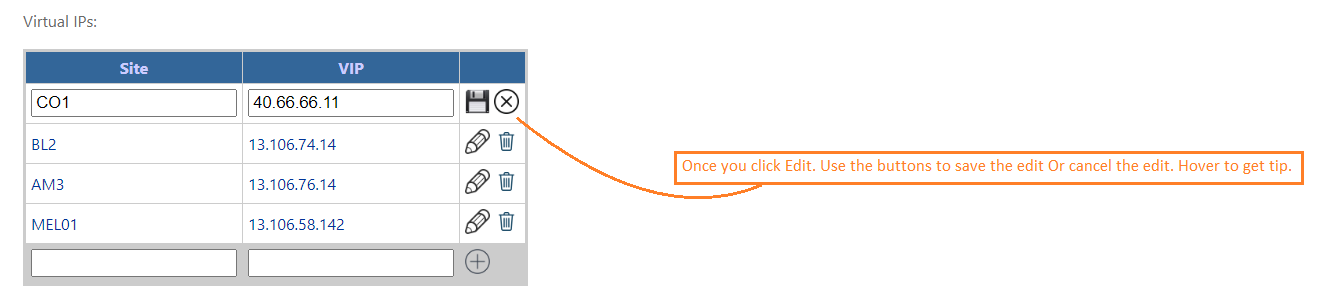 Virtual IPs:
Site VIP
CO1 40.66.66.11
BL2 13.106.74.14
AM3 13.106.76.14
Once you click Edit. Use the buttons to save the edit Or cancel the edit. Hover to get tip.
MEL01 13.106.58.142